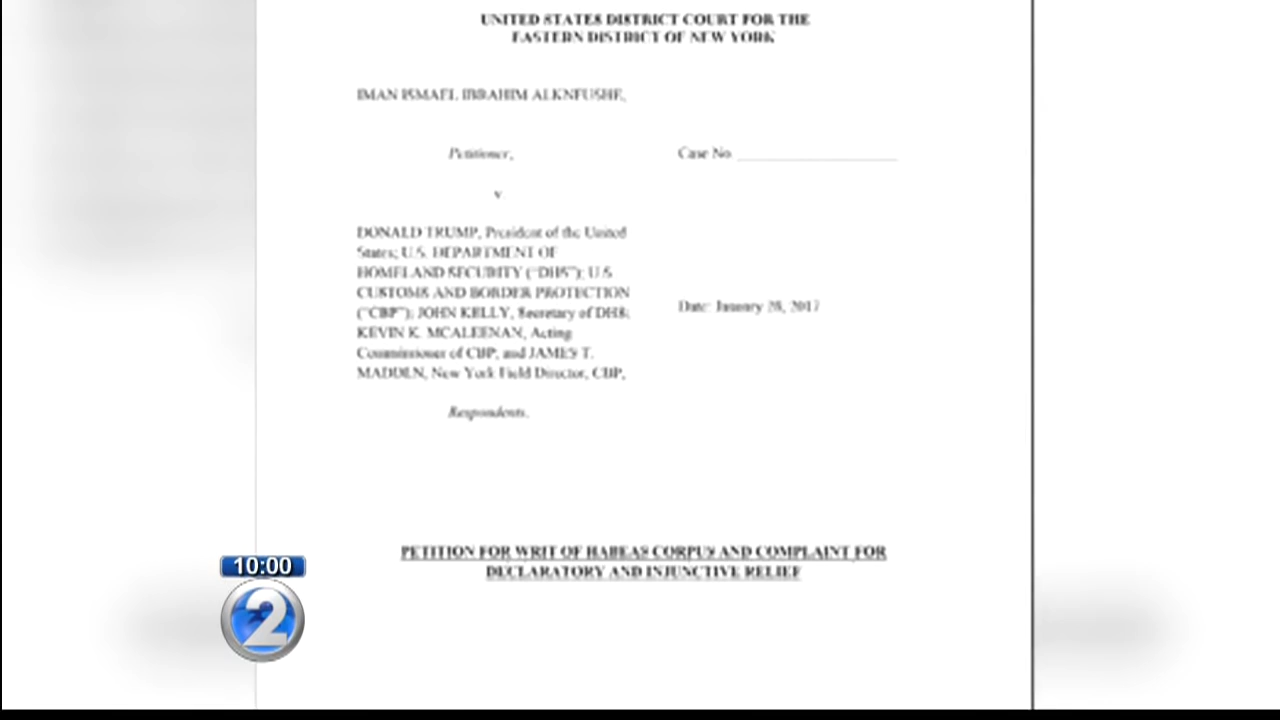 UNITED STATES DISTRICT COURT FOR THE
EASTERN DISTRICT OF NEW YORK
IMAN ISMAEL IBRAHIM ALKNFUSHE,
Petitioner,
Case No.
v.
DONALD TRUMP, President of the United
States; U.S. DEPARTMENT OF
HOMELAND SECURITY ("DHS"); U.S.
CUSTOMS AND BORDER PROTECTION
("CBP"); JOHN KELLY, Secretary of DHS;
Date: January 28, 2017
KEVIN K. MCALEENAN, Acting
Commissioner of CBP; and JAMES T.
MADDEN, New York Field Director, CBP,
Respondents.
PETITION FOR WRIT OF HABEAS CORPUS AND COMPLAINT FOR
DECLARATORY AND INJUNCTIVE RELIEF
10:00
2